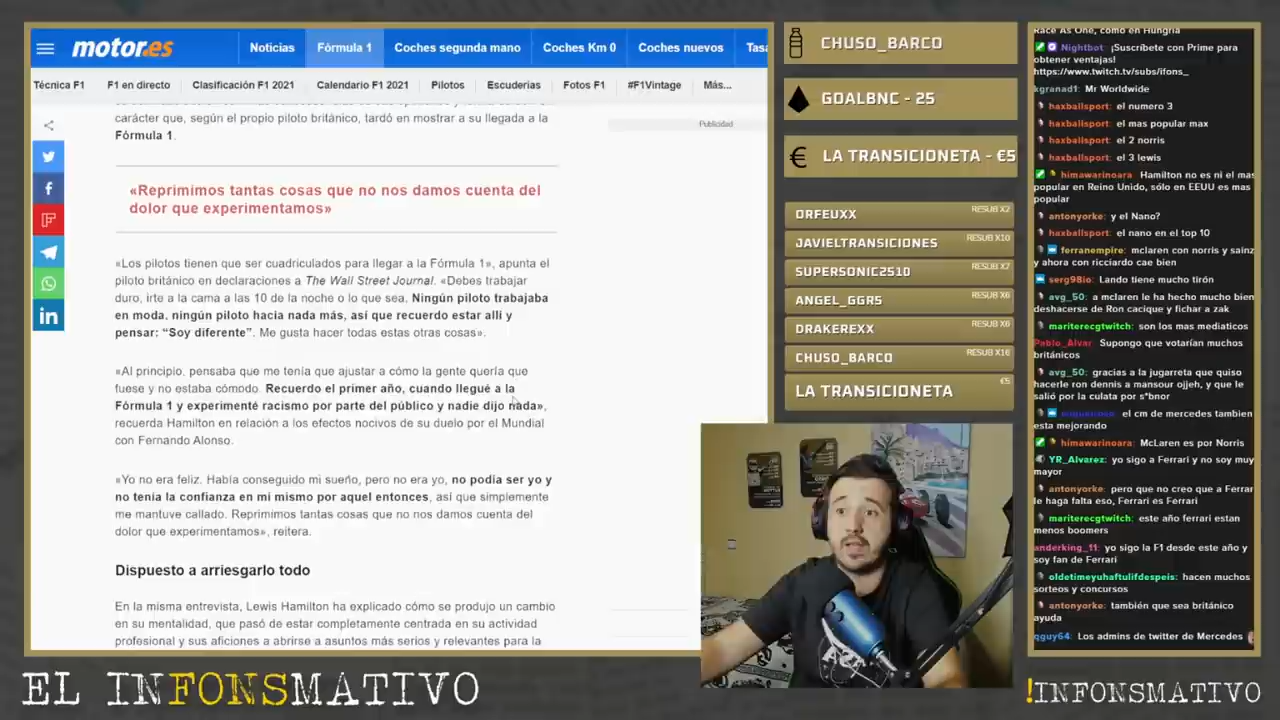 motor.es
Noticias
Fórmula 1
Coches segunda mano
Coches Km 0
Coches nuevos
Tasa
Técnica F1
F1 en directo
Clasificación F1 2021
Calendario F1 2021
Pilotos
Escuderías
Fotos F1
#F1Vintage
Más...
carácter que, según el propio piloto británico, tardó en mostrar a su llegada a la
Fórmula 1.
Publicidad
«Reprimimos tantas cosas que no nos damos cuenta del
dolor que experimentamos»
«Los pilotos tienen que ser cuadriculados para llegar a la Fórmula 1», apunta el
piloto británico en declaraciones a The Wall Street Journal. «Debes trabajar
duro, irte a la cama a las 10 de la noche o lo que sea. Ningún piloto trabajaba
en moda, ningún piloto hacía nada más, así que recuerdo estar allí y
pensar: “Soy diferente”. Me gusta hacer todas estas otras cosas».
«Al principio, pensaba que me tenía que ajustar a cómo la gente quería que
fuese y no estaba cómodo. Recuerdo el primer año, cuando llegué a la
Fórmula 1 y experimenté racismo por parte del público y nadie dijo nada»,
recuerda Hamilton en relación a los efectos nocivos de su duelo por el Mundial
con Fernando Alonso.
«Yo no era feliz. Había conseguido mi sueño, pero no era yo, no podía ser yo y
no tenía la confianza en mí mismo por aquel entonces, así que simplemente
me mantuve callado. Reprimimos tantas cosas que no nos damos cuenta del
dolor que experimentamos», reitera.
Dispuesto a arriesgarlo todo
En la misma entrevista, Lewis Hamilton ha explicado cómo se produjo un cambio
en su mentalidad, que pasó de estar completamente centrada en su actividad
profesional y sus aficiones a abrirse a asuntos más serios y relevantes para la
CHUSO_BARCO
GOALBNC - 25
€ LA TRANSICIONETA - €5
ORFEUXX RESUB X2
JAVIELTRANSICIONES RESUB X10
SUPERSONIC2510 RESUB X7
ANGEL_GGR5 RESUB X6
DRAKEREXX RESUB X6
CHUSO_BARCO RESUB X16
LA TRANSICIONETA €5
Race As One, como en Hungría
Nightbot: ¡Suscríbete con Prime para
obtener ventajas!
https://www.twitch.tv/subs/ifons_
kgranad1: Mr Worldwide
haxballsport: el numero 3
haxballsport: el mas popular max
haxballsport: el 2 norris
haxballsport: el 3 lewis
himawarinoara: Hamilton no es ni el mas
popular en Reino Unido, sólo en EEUU es mas
popular
antonyorke: y el Nano?
haxballsport: el nano en el top 10
ferranempire: mclaren con norris y sainz
y ahora con ricciardo cae bien
serg98io: Lando tiene mucho tirón
avg_50: a mclaren le ha hecho mucho bien
deshacerse de Ron cacique y fichar a zak
mariterecgtwitch: son los mas mediaticos
Pablo_Alvar: Supongo que votarían muchos
británicos
avg_50: gracias a la jugarreta que quiso
hacerle ron dennis a mansour ojjeh, y que le
salió por la culata por s*bnor
el cm de mercedes tambien
esta mejorando
himawarinoara: McLaren es por Norris
YR_Alvarez: yo sigo a Ferrari y no soy muy
mayor
antonyorke: pero que no creo que a Ferrar
le haga falta eso, Ferrari es Ferrari
mariterecgtwitch: este año ferrari estan
menos boomers
anderking_11: yo sigo la F1 desde este año y
soy fan de Ferrari
oldetimeyuhaftulifdespeis: hacen muchos
sorteos y concursos
antonyorke: también que sea británico
ayuda
qguy64: Los admins de twitter de Mercedes
EL INFONSMATIVO
!INFONSMATIVO